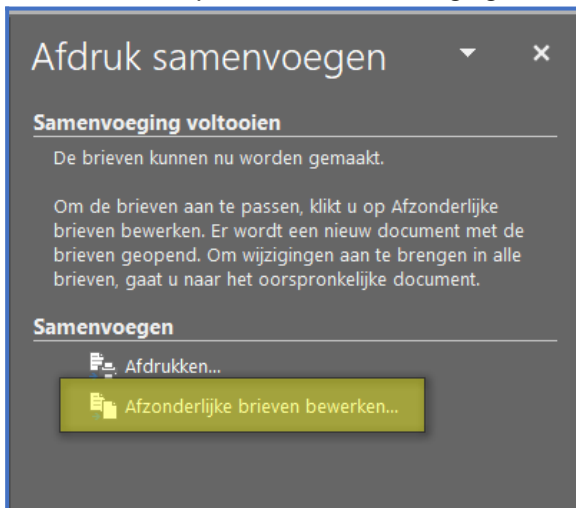 Afdruk samenvoegen
Samenvoeging voltooien
De brieven kunnen nu worden gemaakt.
Om de brieven aan te passen, klikt u op Afzonderlijke
brieven bewerken. Er wordt een nieuw document met de
brieven geopend. Om wijzigingen aan te brengen in alle
brieven, gaat u naar het oorspronkelijke document.
Samenvoegen
Afdrukken...
Afzonderlijke brieven bewerken...